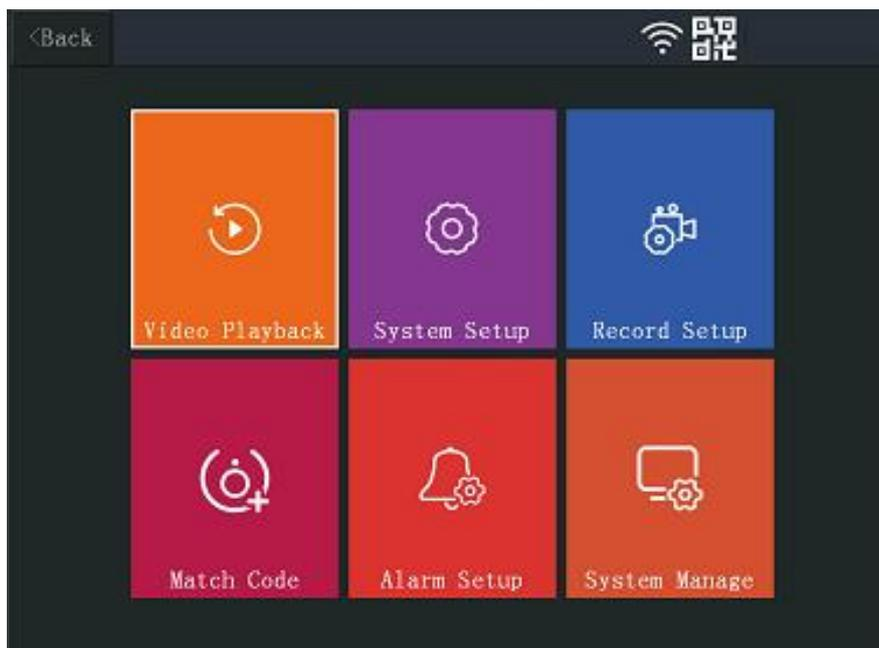 <Back
Video Playback
System Setup
Record Setup
Match Code
Alarm Setup
System Manage